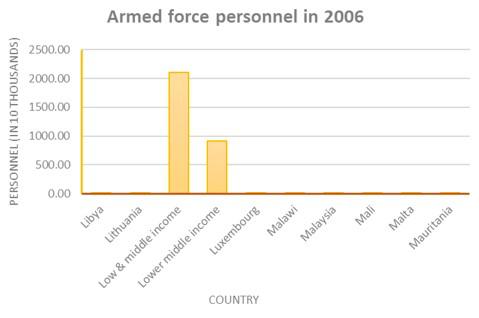 Armed force personnel in 2006
PERSONNEL (IN 10 THOUSANDS)
2500.00
2000.00
1500.00
1000.00
500.00
0.00
Libya
Lithuania
Low & middle income
Lower middle income
Luxembourg
Malawi
Malaysia
Mali
Malta
Mauritania
COUNTRY